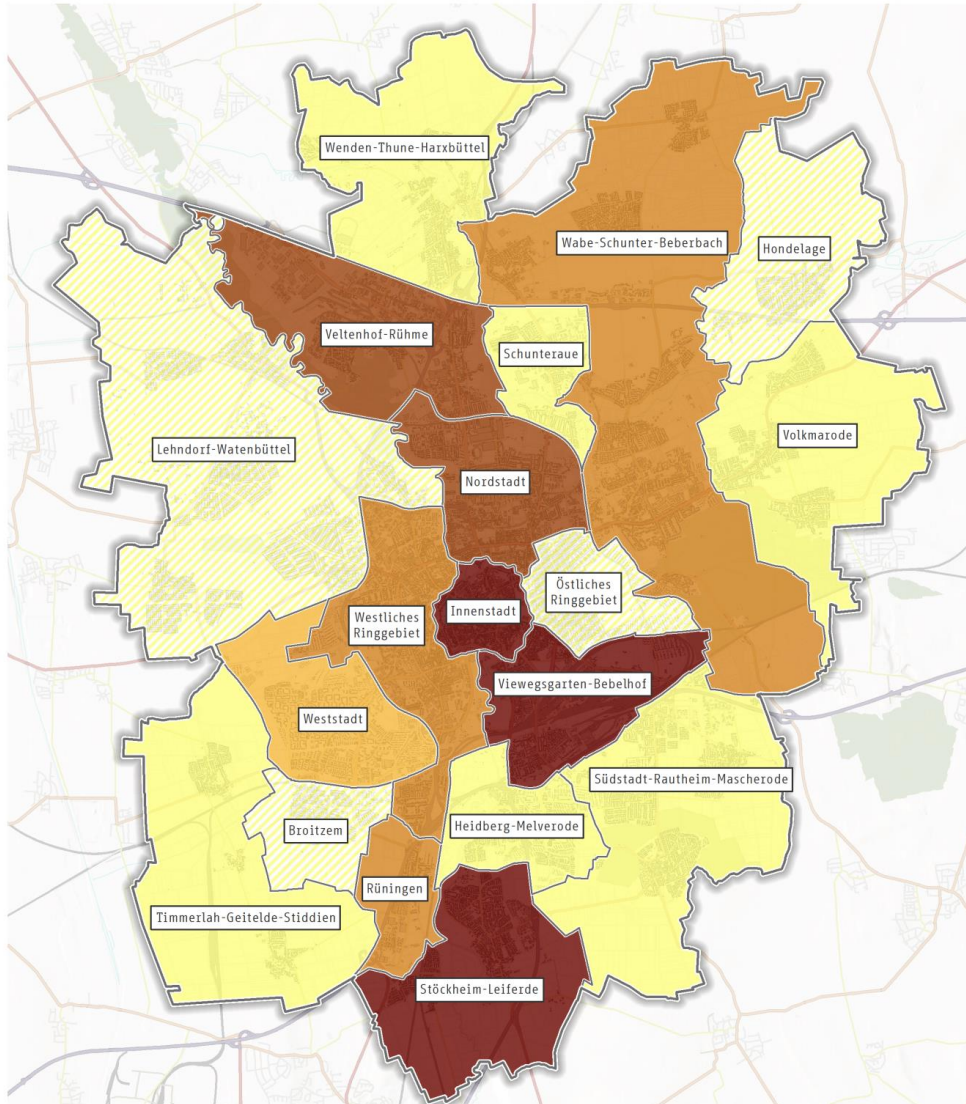 Wenden-Thune-Harxbüttel
Wabe-Schunter-Beberbach
Hondelage
Veltenhof-Rühme
Schunteraue
Lehndorf-Watenbüttel
Volkmarode
Nordstadt
Östliches
Ringgebiet
Innenstadt
Westliches
Ringgebiet
Viewegsgarten-Bebelhof
Weststadt
Südstadt-Rautheim-Mascherode
Broitzem
Heidberg-Melverode
Rüningen
Timmerlah-Geitelde-Stiddien
Stöckheim-Leiferde